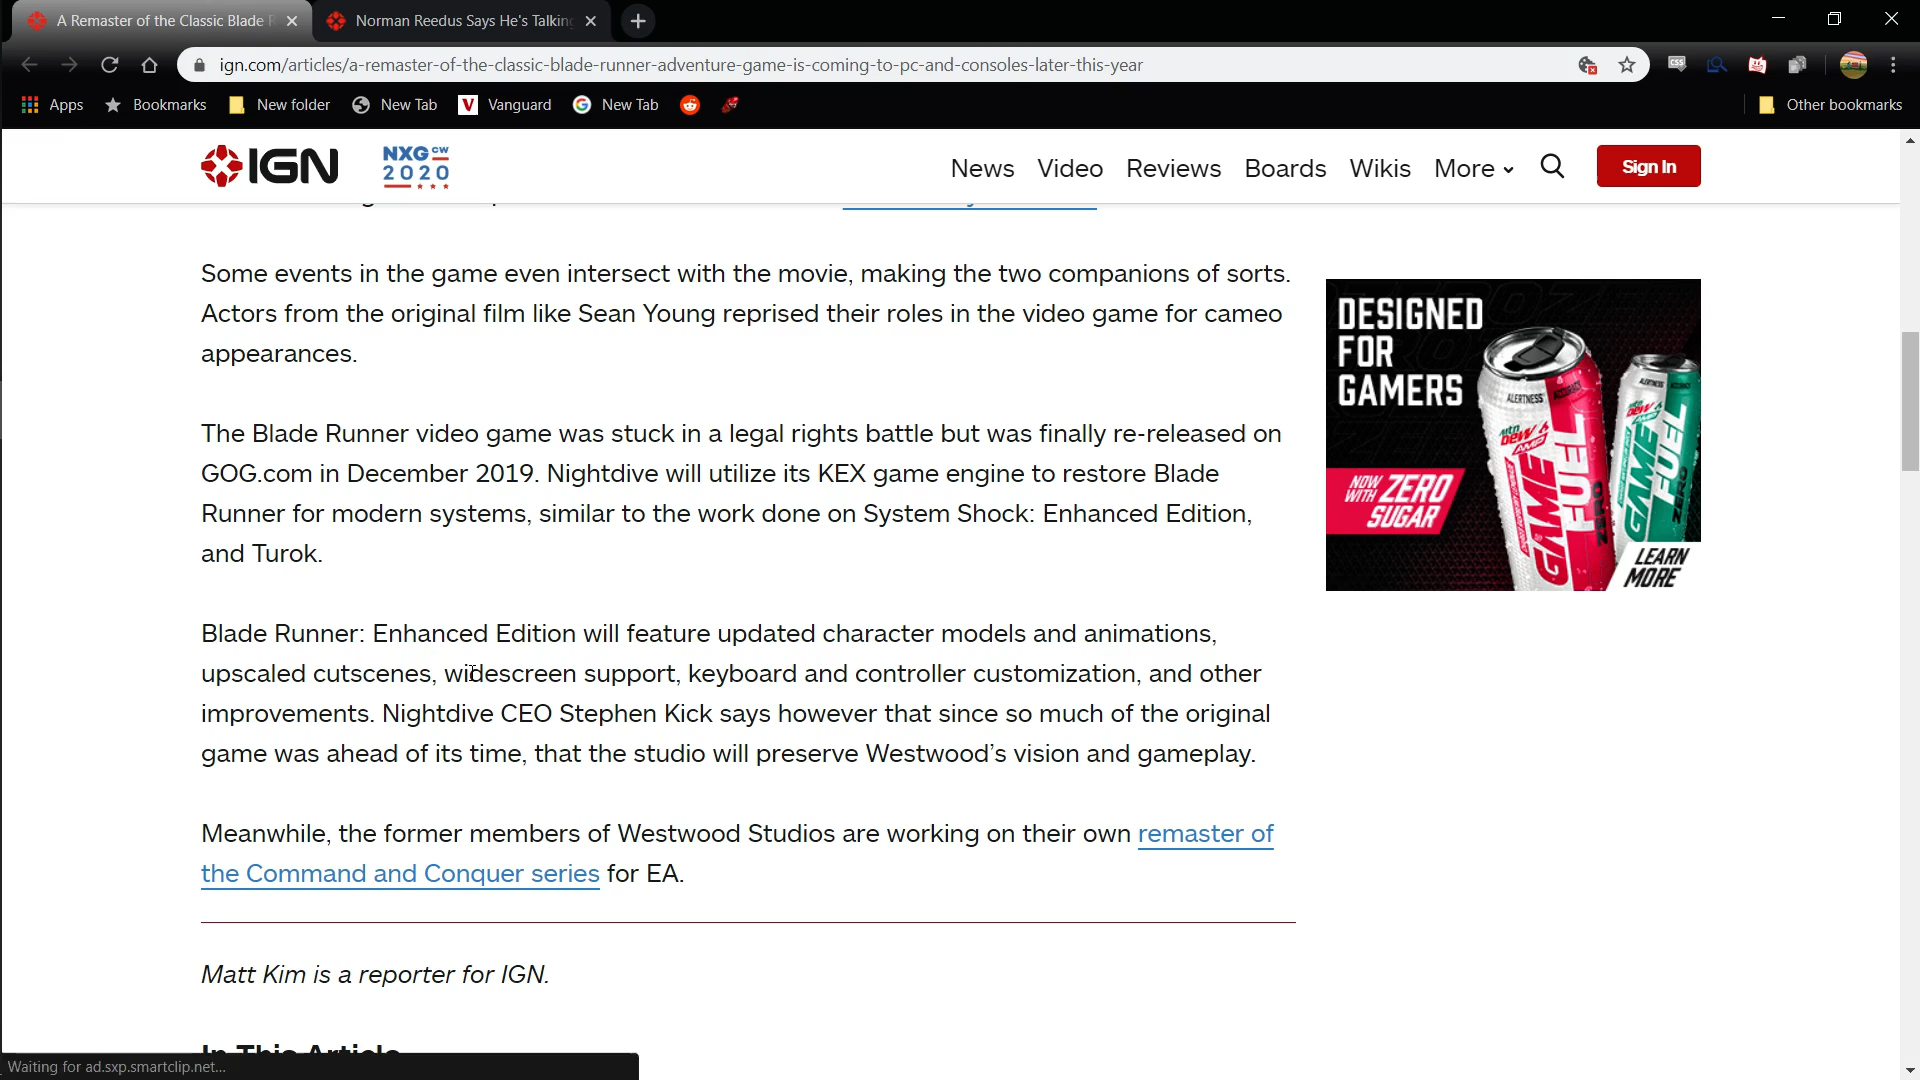 A Remaster of the Classic Blade
Norman Reedus Says He's Talkin
ign.com/articles/a-remaster-of-the-classic-blade-runner-adventure-game-is-coming-to-pc-and-consoles-later-this-year
CSS
Apps Bookmarks New folder New Tab Vanguard New Tab Other bookmarks
IGN
NXG CW
2020
News Video Reviews Boards Wikis More Sign In
Some events in the game even intersect with the movie, making the two companions of sorts.
Actors from the original film like Sean Young reprised their roles in the video game for cameo
appearances.
The Blade Runner video game was stuck in a legal rights battle but was finally re-released on
GOG.com in December 2019. Nightdive will utilize its KEX game engine to restore Blade
Runner for modern systems, similar to the work done on System Shock: Enhanced Edition,
and Turok.
Blade Runner: Enhanced Edition will feature updated character models and animations,
upscaled cutscenes, widescreen support, keyboard and controller customization, and other
improvements. Nightdive CEO Stephen Kick says however that since so much of the original
game was ahead of its time, that the studio will preserve Westwood’s vision and gameplay.
Meanwhile, the former members of Westwood Studios are working on their own remaster of
the Command and Conquer series for EA.
Matt Kim is a reporter for IGN.
In This Article
DESIGNED
FOR
GAMERS
NOW
WITH ZERO
SUGAR
ALERTNESS ACCURACY
mtn
DEW
AMP
GAME
FUEL
ZERO
ALERTNESS
mtn
DEW
AMP
GAME
FUEL
ZERO
LEARN
MORE
Waiting for ad.sxp.smartclip.net...